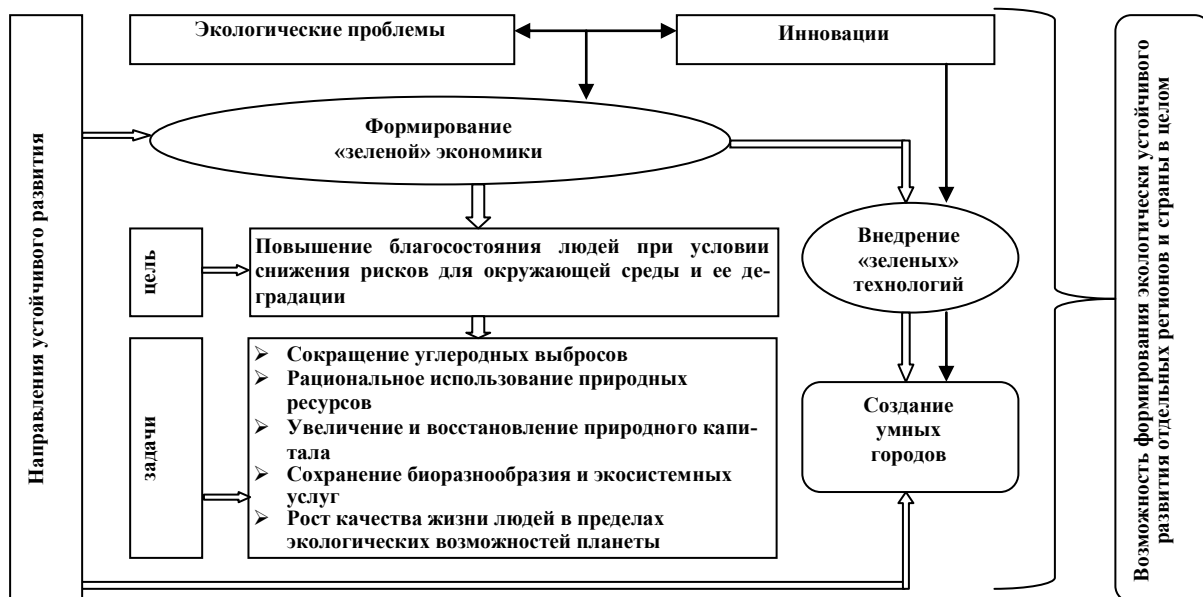 Направления устойчивого развития
Экологические проблемы
Инновации
Формирование
«зеленой» экономики
цель
Повышение благосостояния людей при условии
снижения рисков для окружающей среды и ее де-
градации
Внедрение
«зеленых»
технологий
задачи
Сокращение углеродных выбросов
Рациональное использование природных
ресурсов
Увеличение и восстановление природного капи-
тала
Сохранение биоразнообразия и экосистемных
услуг
Рост качества жизни людей в пределах
экологических возможностей планеты
Создание
умных
городов
Возможность формирования экологически устойчивого
развития отдельных регионов и страны в целом